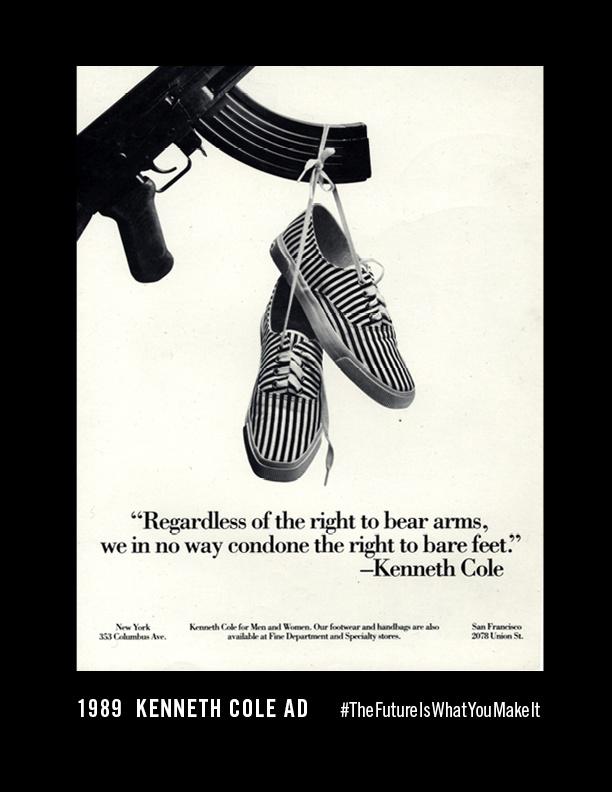 “Regardless of the right to bear arms,
we in no way condone the right to bare feet.”
–Kenneth Cole
New York
353 Columbus Ave.
Kenneth Cole for Men and Women. Our footwear and handbags are also
available at Fine Department and Specialty stores.
San Francisco
2078 Union St.
1989 KENNETH COLE AD #TheFutureIsWhatYouMakeIt